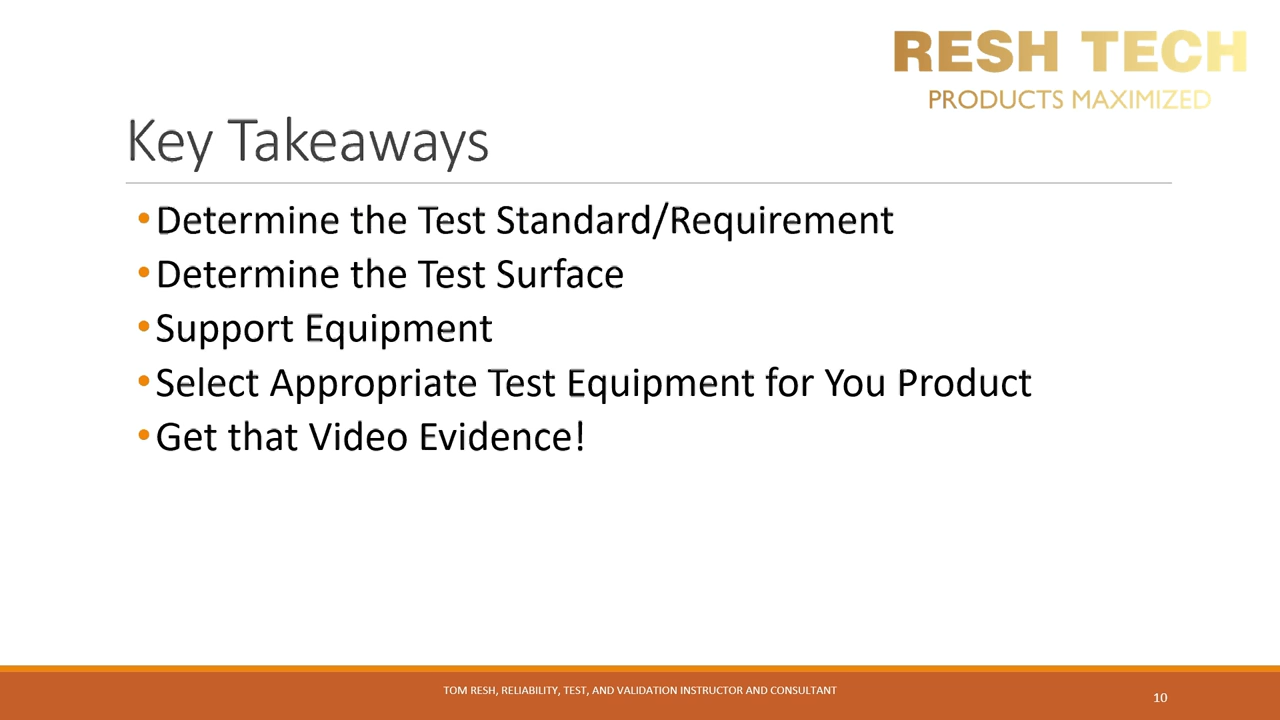 RESH TECH
PRODUCTS MAXIMIZED
Key Takeaways
•Determine the Test Standard/Requirement
•Determine the Test Surface
•Support Equipment
•Select Appropriate Test Equipment for You Product
•Get that Video Evidence!
TOM RESH, RELIABILITY, TEST, AND VALIDATION INSTRUCTOR AND CONSULTANT
10